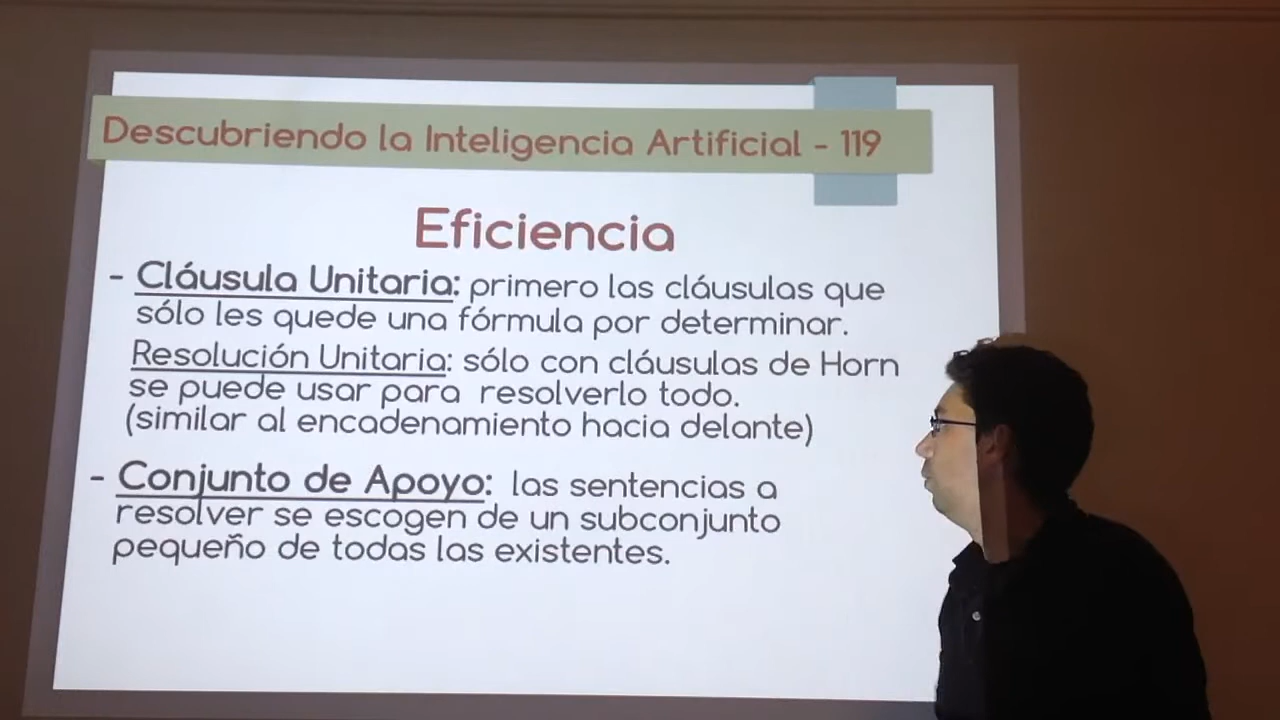 Descubriendo la Inteligencia Artificial - 119
Eficiencia
- Cláusula Unitaria: primero las cláusulas que
sólo les quede una fórmula por determinar.
Resolución Unitaria: sólo con cláusulas de Horn
se puede usar para resolverlo todo.
(similar al encadenamiento hacia delante)
- Conjunto de Apoyo: las sentencias a
resolver se escogen de un subconjunto
pequeño de todas las existentes.